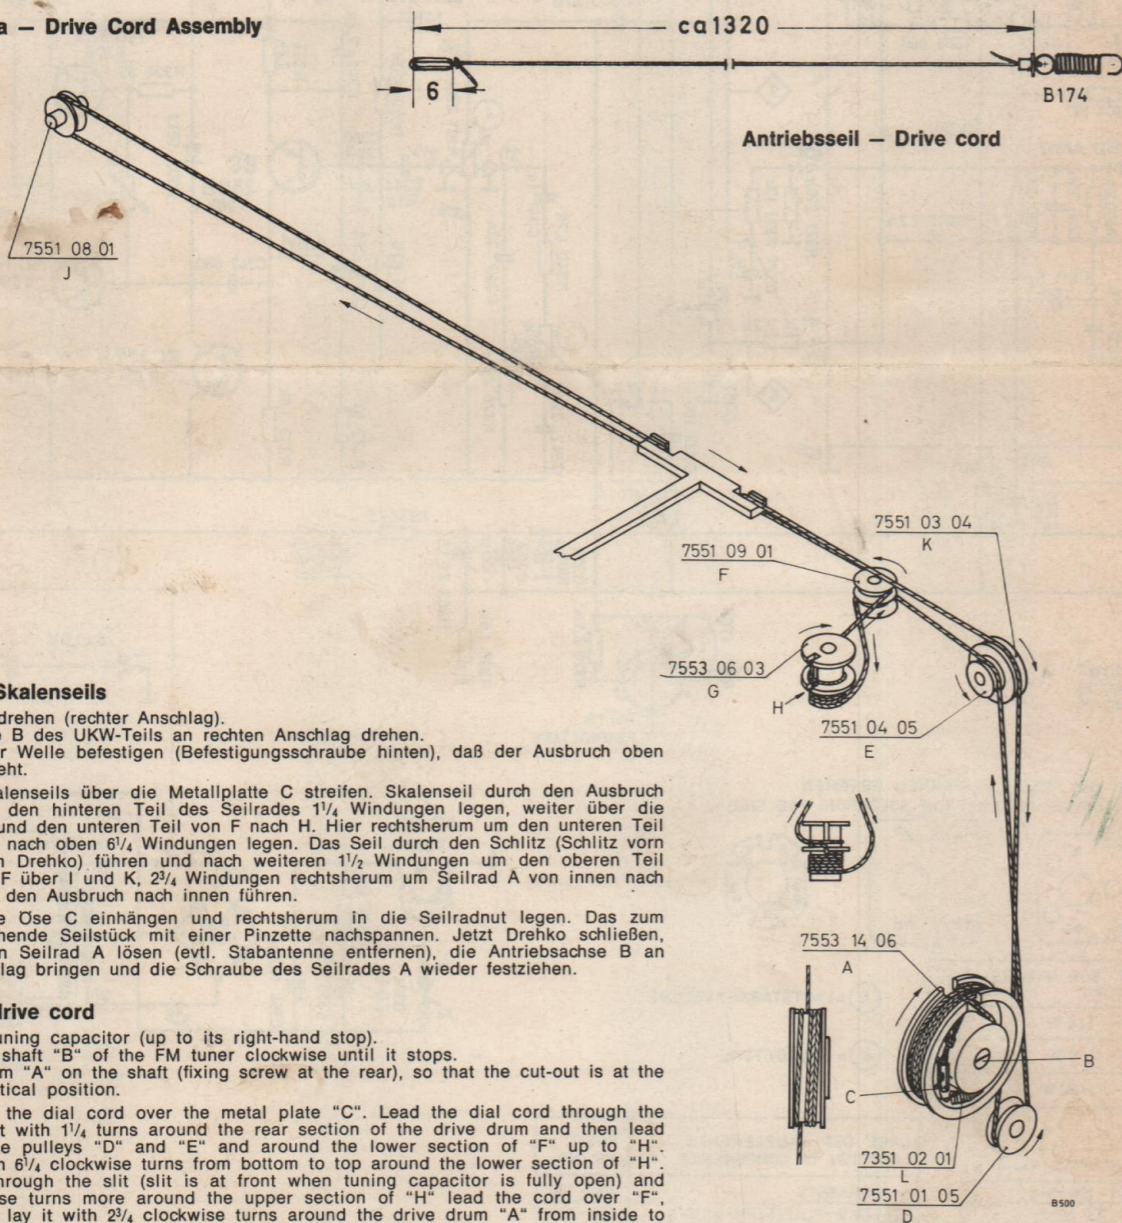 a – Drive Cord Assembly
ca 1320
6
B174
Antriebsseil – Drive cord
7551 08 01
J
7551 03 04
K
7551 09 01
F
7553 06 03
G
H
7551 04 05
E
Skalenseils
drehen (rechter Anschlag).
B des UKW-Teils an rechten Anschlag drehen.
Welle befestigen (Befestigungsschraube hinten), daß der Ausbruch oben
eht.
alenseils über die Metallplatte C streifen. Skalenseil durch den Ausbruch
den hinteren Teil des Seilrades 1¼ Windungen legen, weiter über die
und den unteren Teil von F nach H. Hier rechtsherum um den unteren Teil
nach oben 6¼ Windungen legen. Das Seil durch den Schlitz (Schlitz vorn
Drehko) führen und nach weiteren 1½ Windungen um den oberen Teil
F über I und K, 2¾ Windungen rechtsherum um Seilrad A von innen nach
den Ausbruch nach innen führen.
e Öse C einhängen und rechtsherum in die Seilradnut legen. Das zum
hende Seilstück mit einer Pinzette nachspannen. Jetzt Drehko schließen,
n Seilrad A lösen (evtl. Stabantenne entfernen), die Antriebsachse B an
lag bringen und die Schraube des Seilrades A wieder festziehen.
7553 14 06
A
drive cord
uning capacitor (up to its right-hand stop).
shaft "B" of the FM tuner clockwise until it stops.
m "A" on the shaft (fixing screw at the rear), so that the cut-out is at the
tical position.
the dial cord over the metal plate "C". Lead the dial cord through the
t with 1¼ turns around the rear section of the drive drum and then lead
e pulleys "D" and "E" and around the lower section of "F" up to "H".
n 6¼ clockwise turns from bottom to top around the lower section of "H".
hrough the slit (slit is at front when tuning capacitor is fully open) and
se turns more around the upper section of "H" lead the cord over "F",
lay it with 2¾ clockwise turns around the drive drum "A" from inside to
B
C
7351 02 01
L
7551 01 05
D
B500